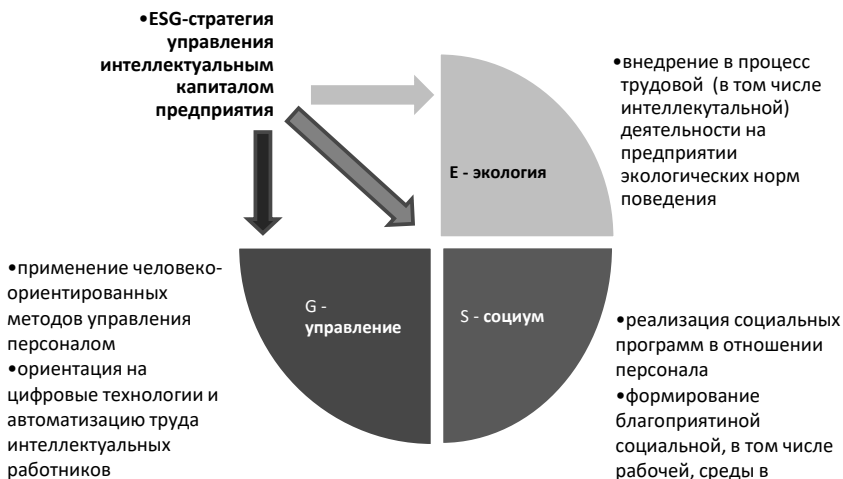 •ESG-стратегия
управления
интеллектуальным
капиталом
предприятия
•внедрение в процесс
трудовой (в том числе
интеллекутальной)
деятельности на
предприятии
экологических норм
поведения
E - экология
•применение человеко-
ориентированных
методов управления
персоналом
•ориентация на
цифровые технологии и
автоматизацию труда
интеллектуальных
работников
G -
управление
S - социум
•реализация социальных
программ в отношении
персонала
•формирование
благоприятиной
социальной, в том числе
рабочей, среды в